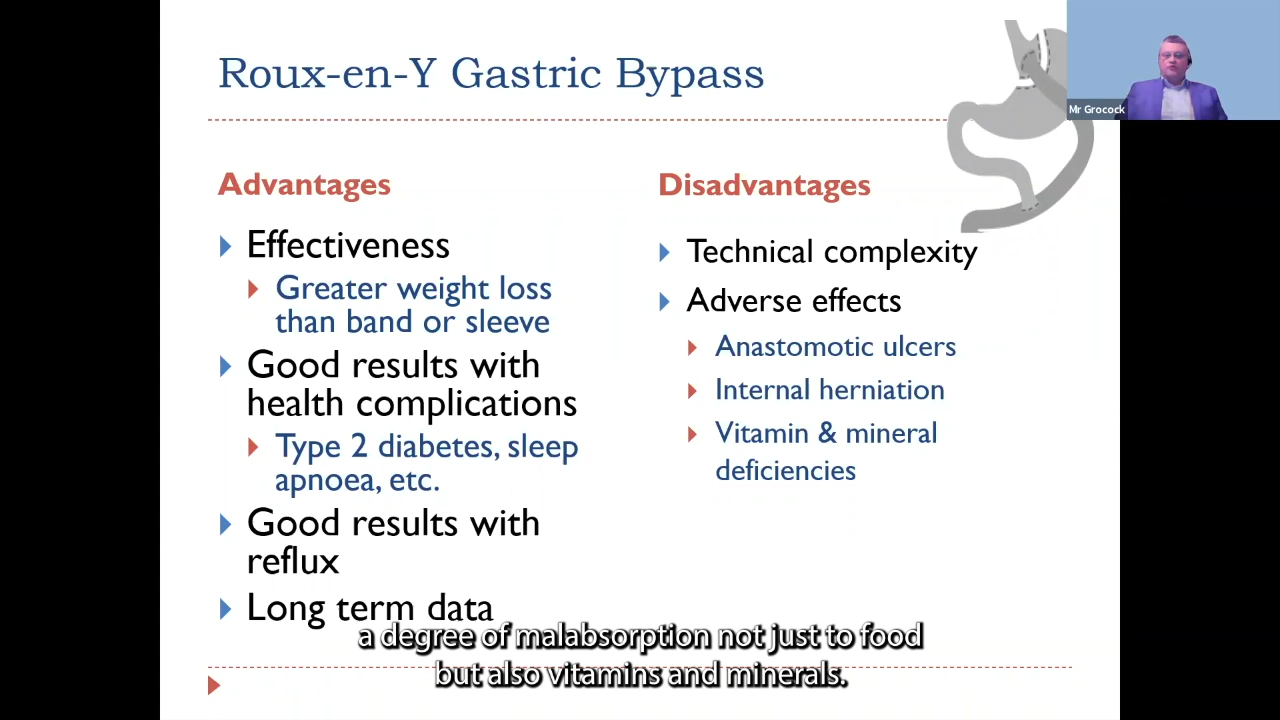 Roux-en-Y Gastric Bypass
Mr Grocock
Advantages
Effectiveness
Greater weight loss
than band or sleeve
Good results with
health complications
Type 2 diabetes, sleep
apnoea, etc.
Good results with
reflux
Long term data
Disadvantages
Technical complexity
Adverse effects
Anastomotic ulcers
Internal herniation
Vitamin & mineral
deficiencies
a degree of malabsorption not just to food
but also vitamins and minerals.